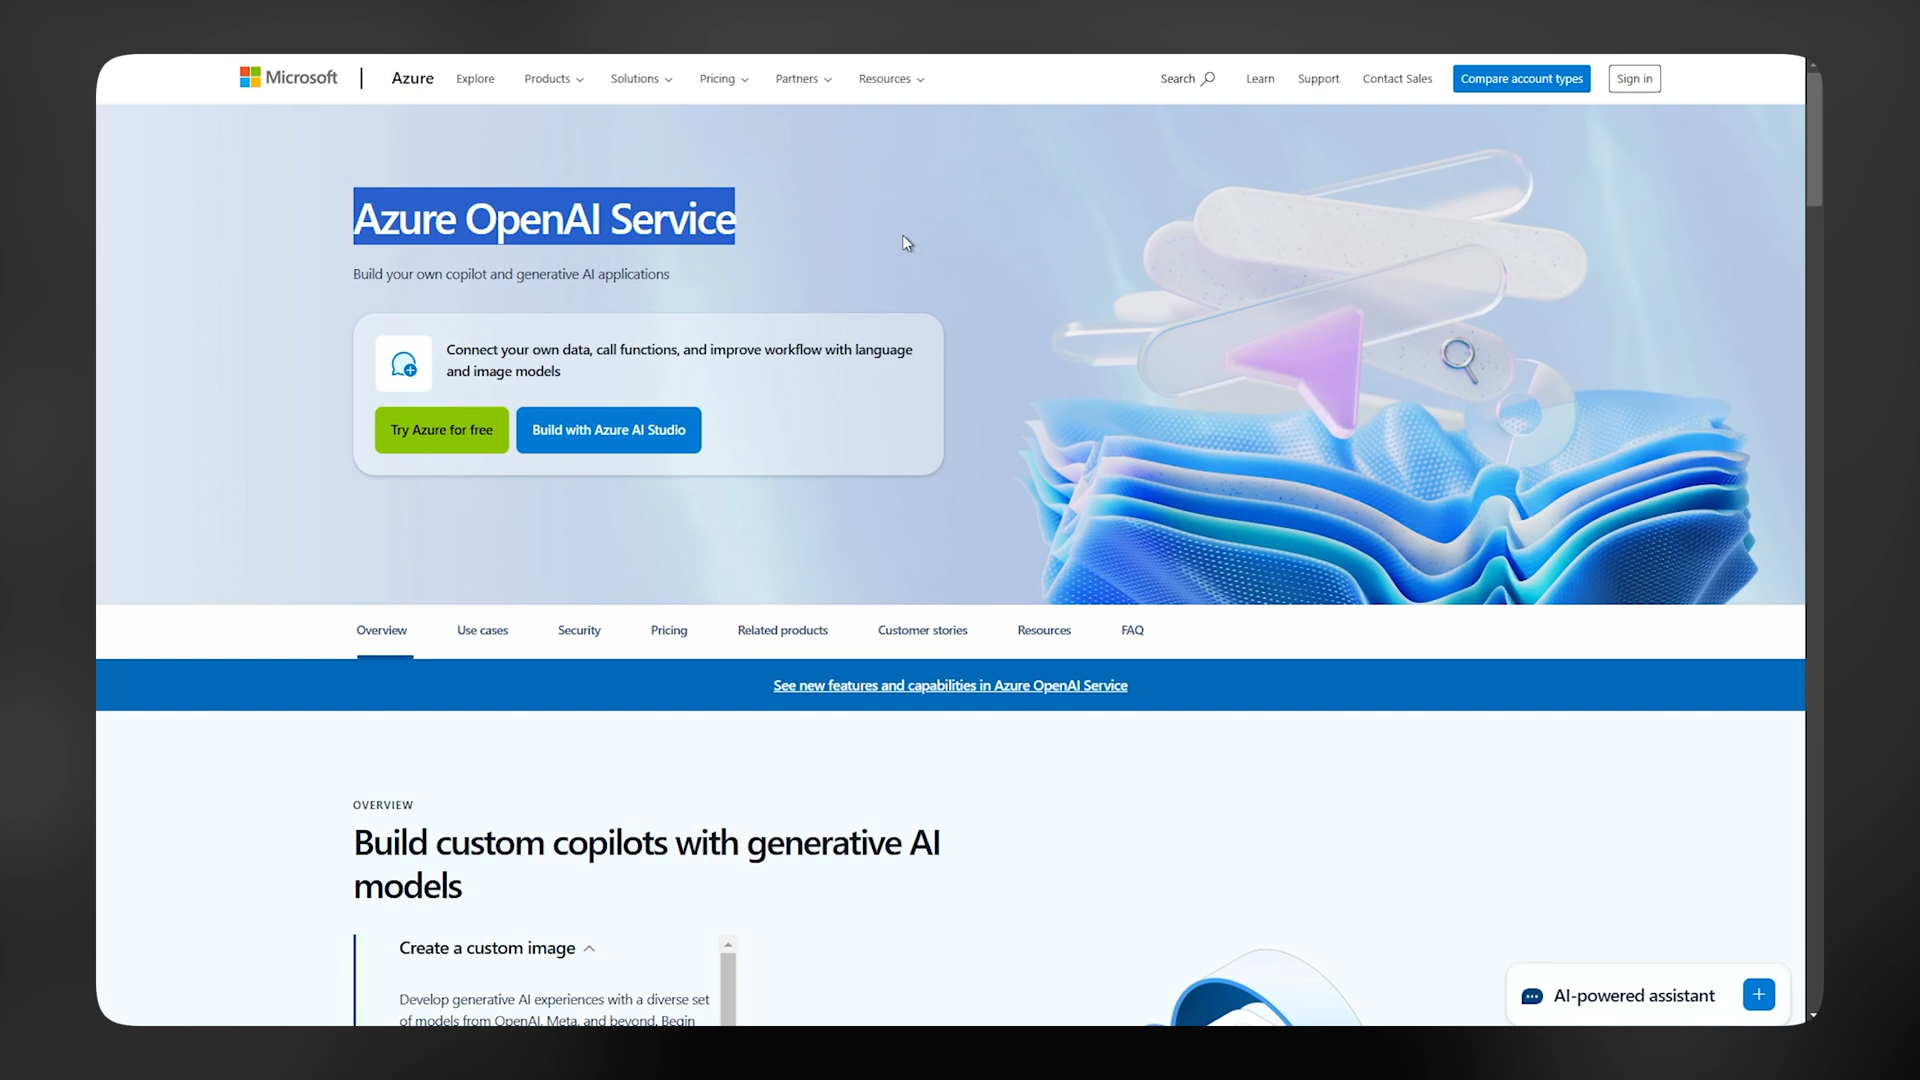 Microsoft
Azure
Explore
Products
Solutions
Pricing
Partners
Resources
Search
Learn
Support
Contact Sales
Compare account types
Sign in
Azure OpenAI Service
Build your own copilot and generative AI applications
Connect your own data, call functions, and improve workflow with language
and image models
Try Azure for free
Build with Azure AI Studio
Overview
Use cases
Security
Pricing
Related products
Customer stories
Resources
FAQ
See new features and capabilities in Azure OpenAI Service
OVERVIEW
Build custom copilots with generative AI
models
Create a custom image
Develop generative AI experiences with a diverse set
of models from OpenAI, Meta, and beyond. Begin
AI-powered assistant